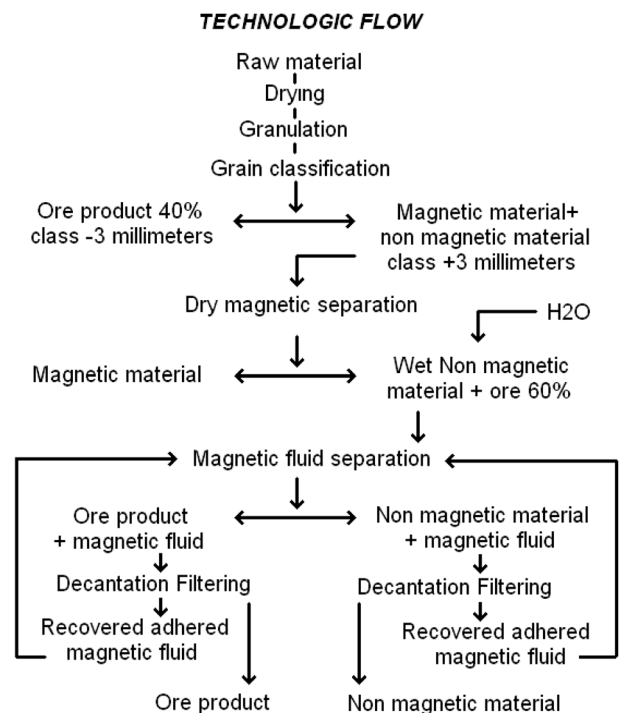 TECHNOLOGIC FLOW
Raw material
Drying
Granulation
Grain classification
Ore product 40%
class -3 millimeters
Magnetic material+
non magnetic material
class +3 millimeters
Dry magnetic separation
H2O
Magnetic material
Wet Non magnetic
material + ore 60%
Magnetic fluid separation
Ore product
+ magnetic fluid
Non magnetic material
+ magnetic fluid
Decantation Filtering
Decantation Filtering
Recovered adhered
magnetic fluid
Recovered adhered
magnetic fluid
Ore product
Non magnetic material